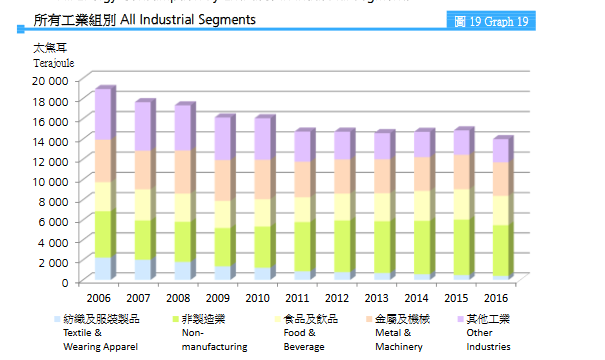 所有工業組別 All Industrial Segments
圖 19 Graph 19
太焦耳
Terajoule
20 000
18 000
16 000
14 000
12 000
10 000
8 000
6 000
4 000
2 000
0
2006 2007 2008 2009 2010 2011 2012 2013 2014 2015 2016
紡織及服裝製品 非製造業 食品及飲品 金屬及機械 其他工業
Textile & Non- Food & Metal & Other
Wearing Apparel manufacturing Beverage Machinery Industries